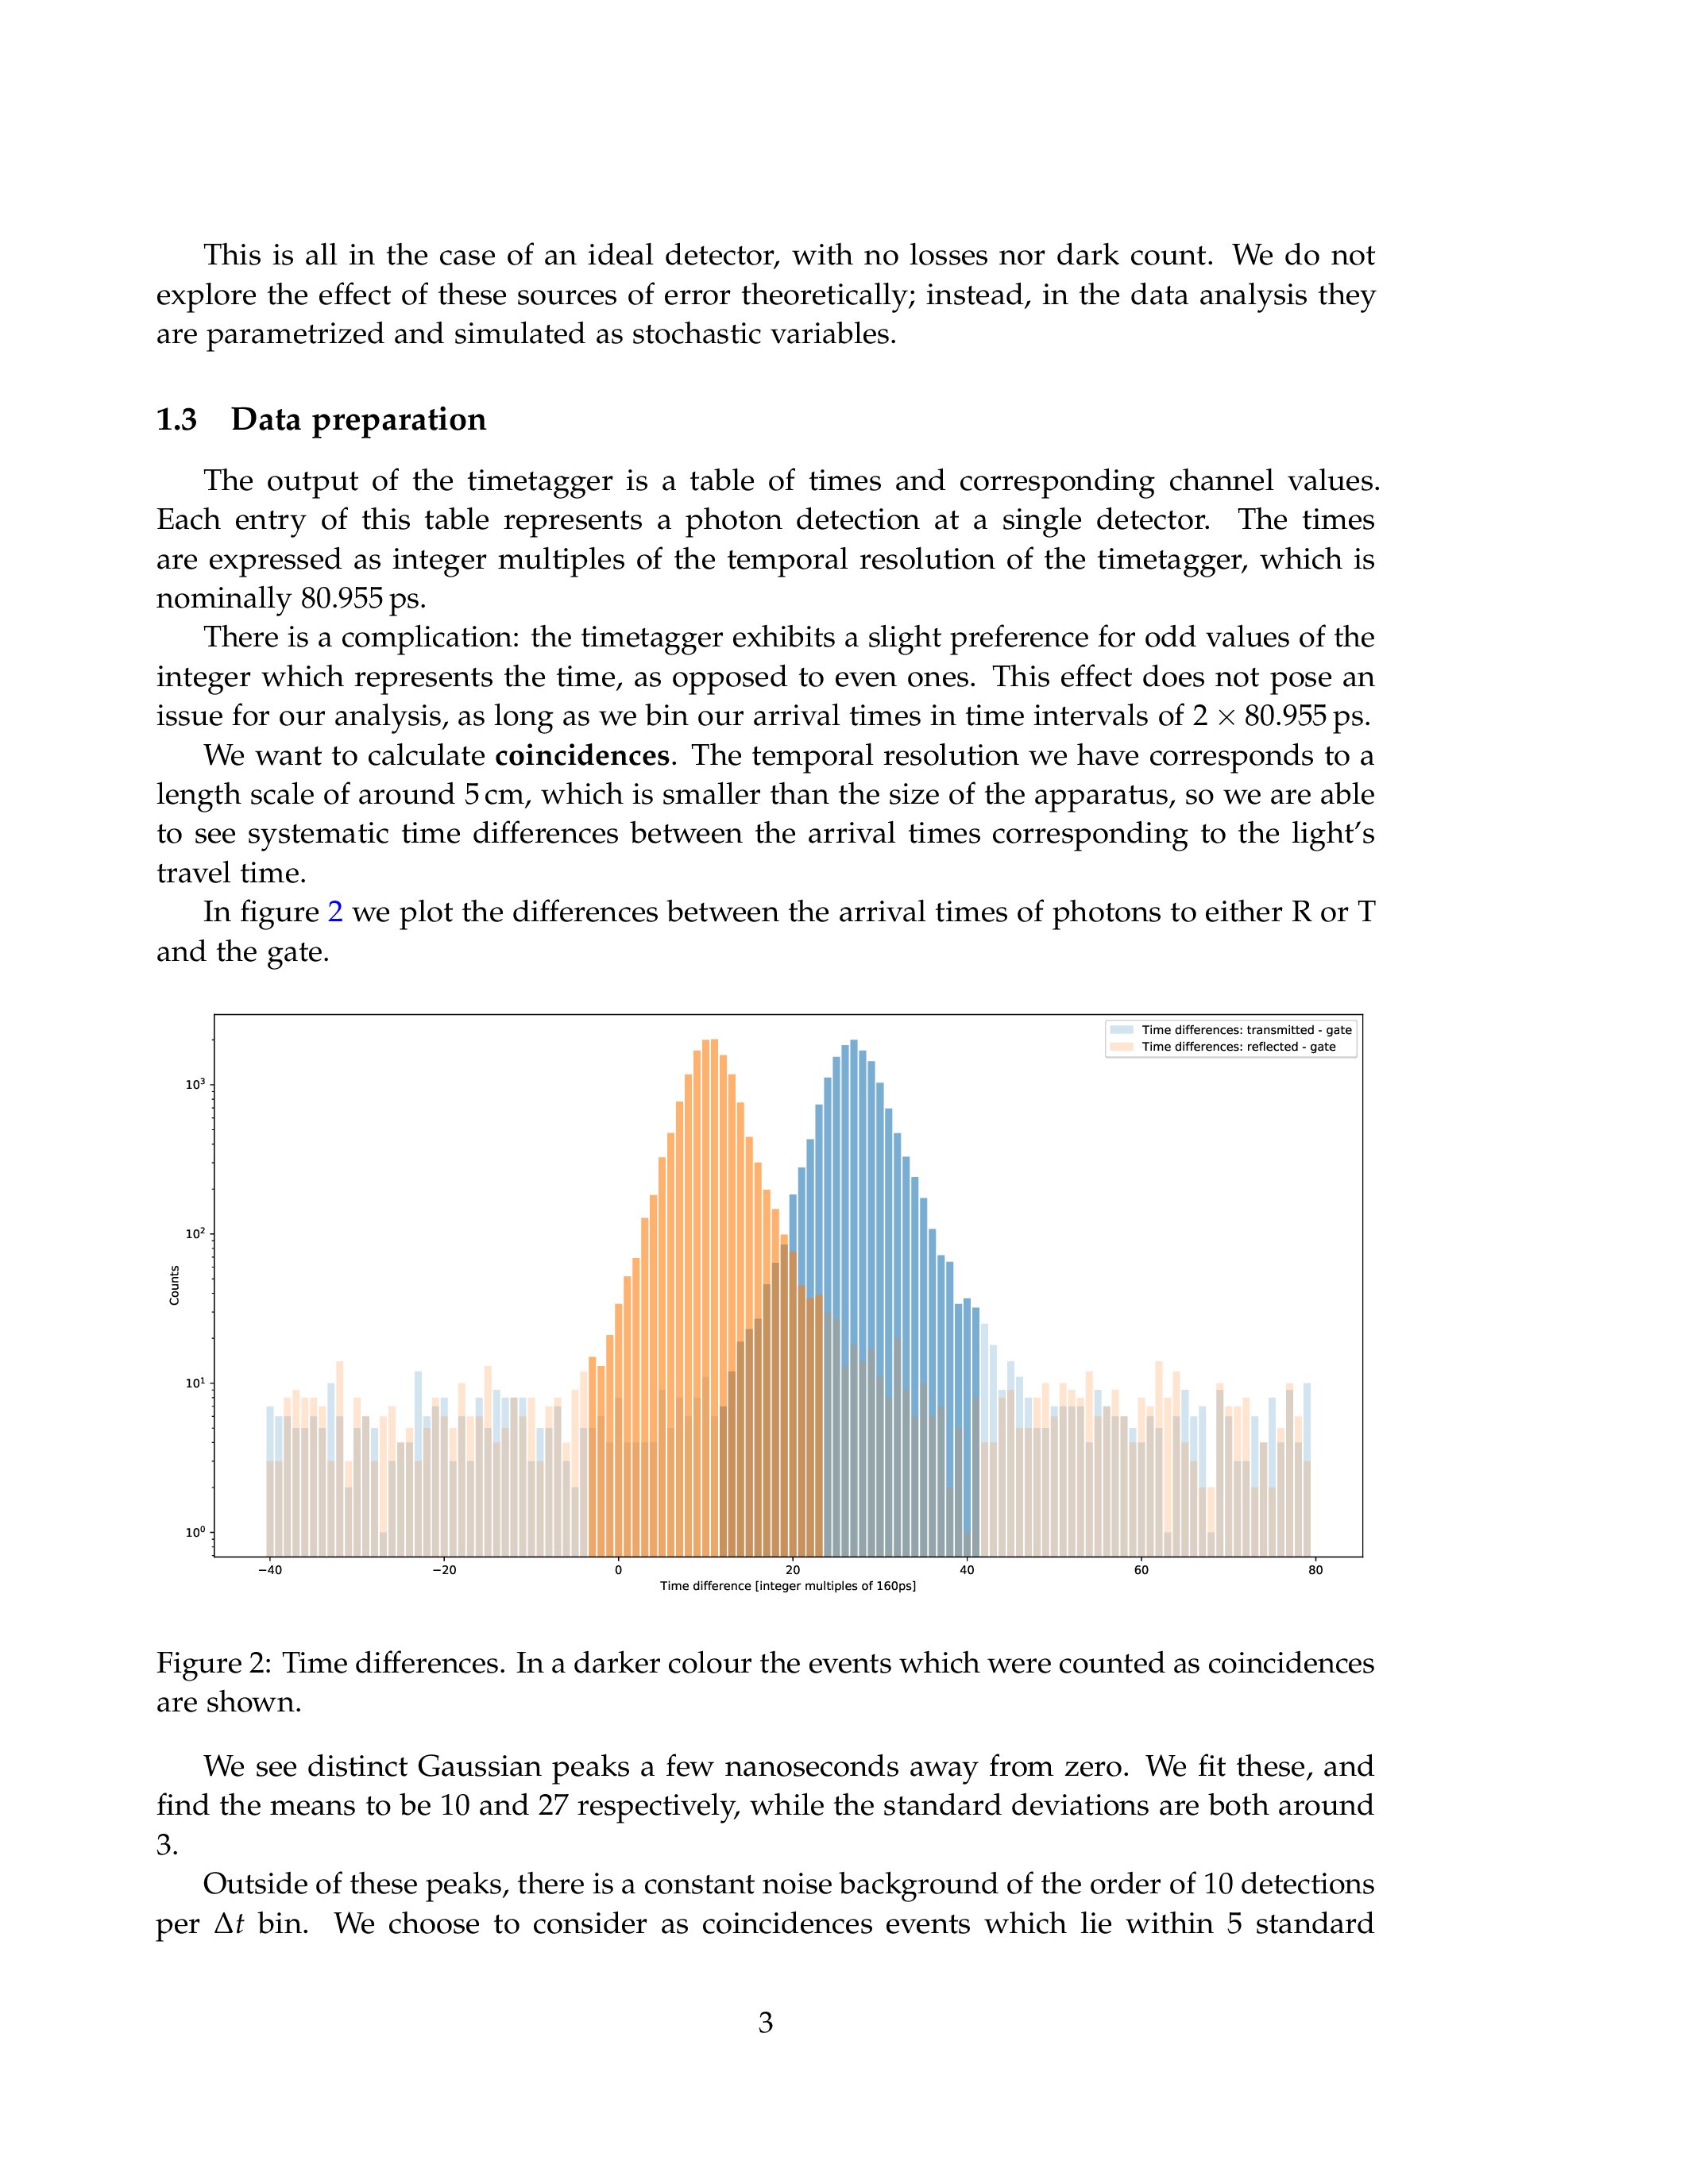 This is all in the case of an ideal detector, with no losses nor dark count. We do not
explore the effect of these sources of error theoretically; instead, in the data analysis they
are parametrized and simulated as stochastic variables.
1.3 Data preparation
The output of the timetagger is a table of times and corresponding channel values.
Each entry of this table represents a photon detection at a single detector. The times
are expressed as integer multiples of the temporal resolution of the timetagger, which is
nominally 80.955 ps.
There is a complication: the timetagger exhibits a slight preference for odd values of the
integer which represents the time, as opposed to even ones. This effect does not pose an
issue for our analysis, as long as we bin our arrival times in time intervals of 2 × 80.955 ps.
We want to calculate coincidences. The temporal resolution we have corresponds to a
length scale of around 5 cm, which is smaller than the size of the apparatus, so we are able
to see systematic time differences between the arrival times corresponding to the light's
travel time.
In figure 2 we plot the differences between the arrival times of photons to either R or T
and the gate.
Time differences: transmitted - gate
Time differences: reflected - gate
10³
10²
10¹
10⁰
Counts
−40 −20 0 20 40 60 80
Time difference [integer multiples of 160ps]
Figure 2: Time differences. In a darker colour the events which were counted as coincidences
are shown.
We see distinct Gaussian peaks a few nanoseconds away from zero. We fit these, and
find the means to be 10 and 27 respectively, while the standard deviations are both around
3.
Outside of these peaks, there is a constant noise background of the order of 10 detections
per Δt bin. We choose to consider as coincidences events which lie within 5 standard
3